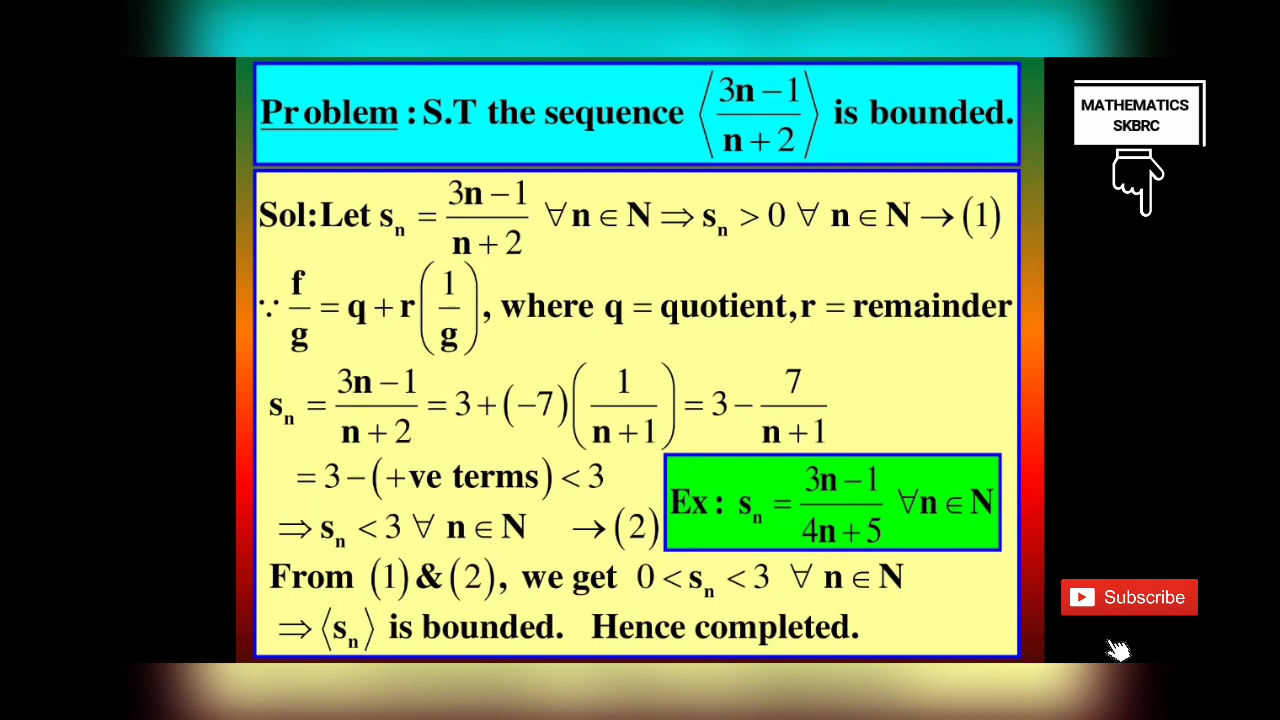 Problem : S.T the sequence ⟨(3n − 1)/(n + 2)⟩ is bounded.
MATHEMATICS
SKBRC
Sol: Let sₙ = (3n − 1)/(n + 2) ∀ n ∈ N ⇒ sₙ > 0 ∀ n ∈ N → (1)
∵ f/g = q + r(1/g), where q = quotient, r = remainder
sₙ = (3n − 1)/(n + 2) = 3 + (−7)(1/(n + 1)) = 3 − 7/(n + 1)
= 3 − (+ve terms) < 3
⇒ sₙ < 3 ∀ n ∈ N → (2)
Ex : sₙ = (3n − 1)/(4n + 5) ∀n ∈ N
From (1) & (2), we get 0 < sₙ < 3 ∀ n ∈ N
⇒ ⟨sₙ⟩ is bounded. Hence completed.
Subscribe